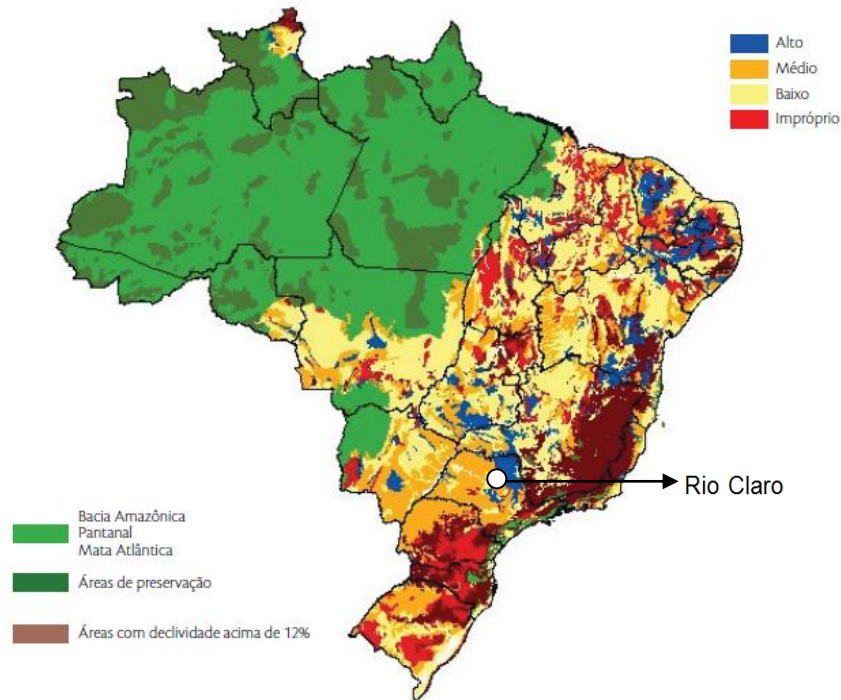 Alto
Médio
Baixo
Impróprio
Rio Claro
Bacia Amazônica
Pantanal
Mata Atlântica
Áreas de preservação
Áreas com declividade acima de 12%